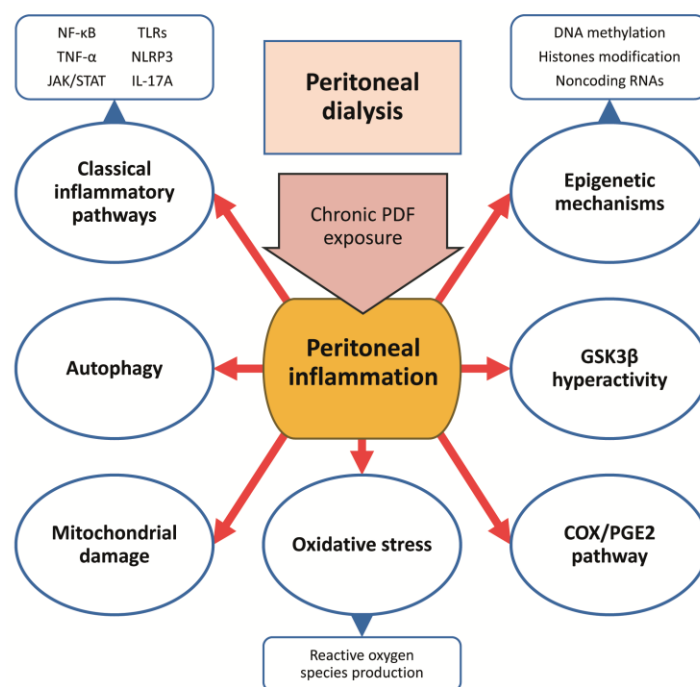 NF-κB TLRs
TNF-α NLRP3
JAK/STAT IL-17A
Peritoneal
dialysis
DNA methylation
Histones modification
Noncoding RNAs
Classical
inflammatory
pathways
Chronic PDF
exposure
Epigenetic
mechanisms
Autophagy
Peritoneal
inflammation
GSK3β
hyperactivity
Mitochondrial
damage
Oxidative stress
COX/PGE2
pathway
Reactive oxygen
species production